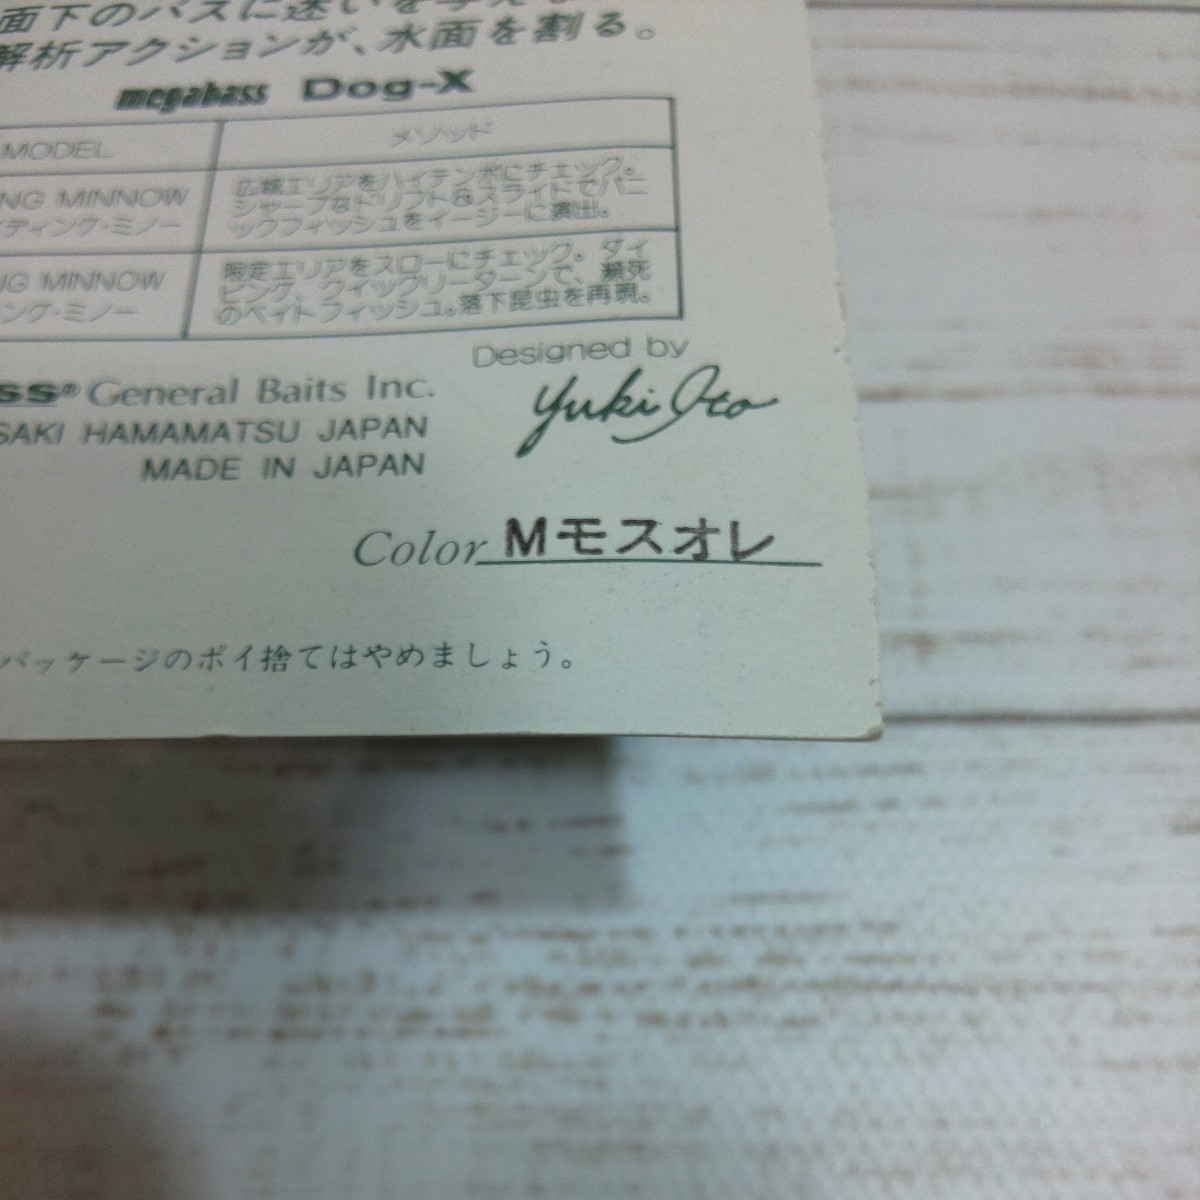 面下のバスに迷いを与え
解析アクションが、水面を割る。
megabass Dog-X
MODEL メソッド
NG MINNOW
ディング・ミノー
広範エリアをハイテンポにチェック。
シャープなドリフト&スライドでパニ
ックフィッシュをイージーに演出。
NG MINNOW
ング・ミノー
限定エリアをスローにチェック。ダイ
ビング、クイックリターンで、瀕死
のベイトフィッシュ。落下昆虫を再現。
Designed by
Yuki Ito
ss® General Baits Inc.
SAKI HAMAMATSU JAPAN
MADE IN JAPAN
Color Mモスオレ
パッケージのポイ捨てはやめましょう。